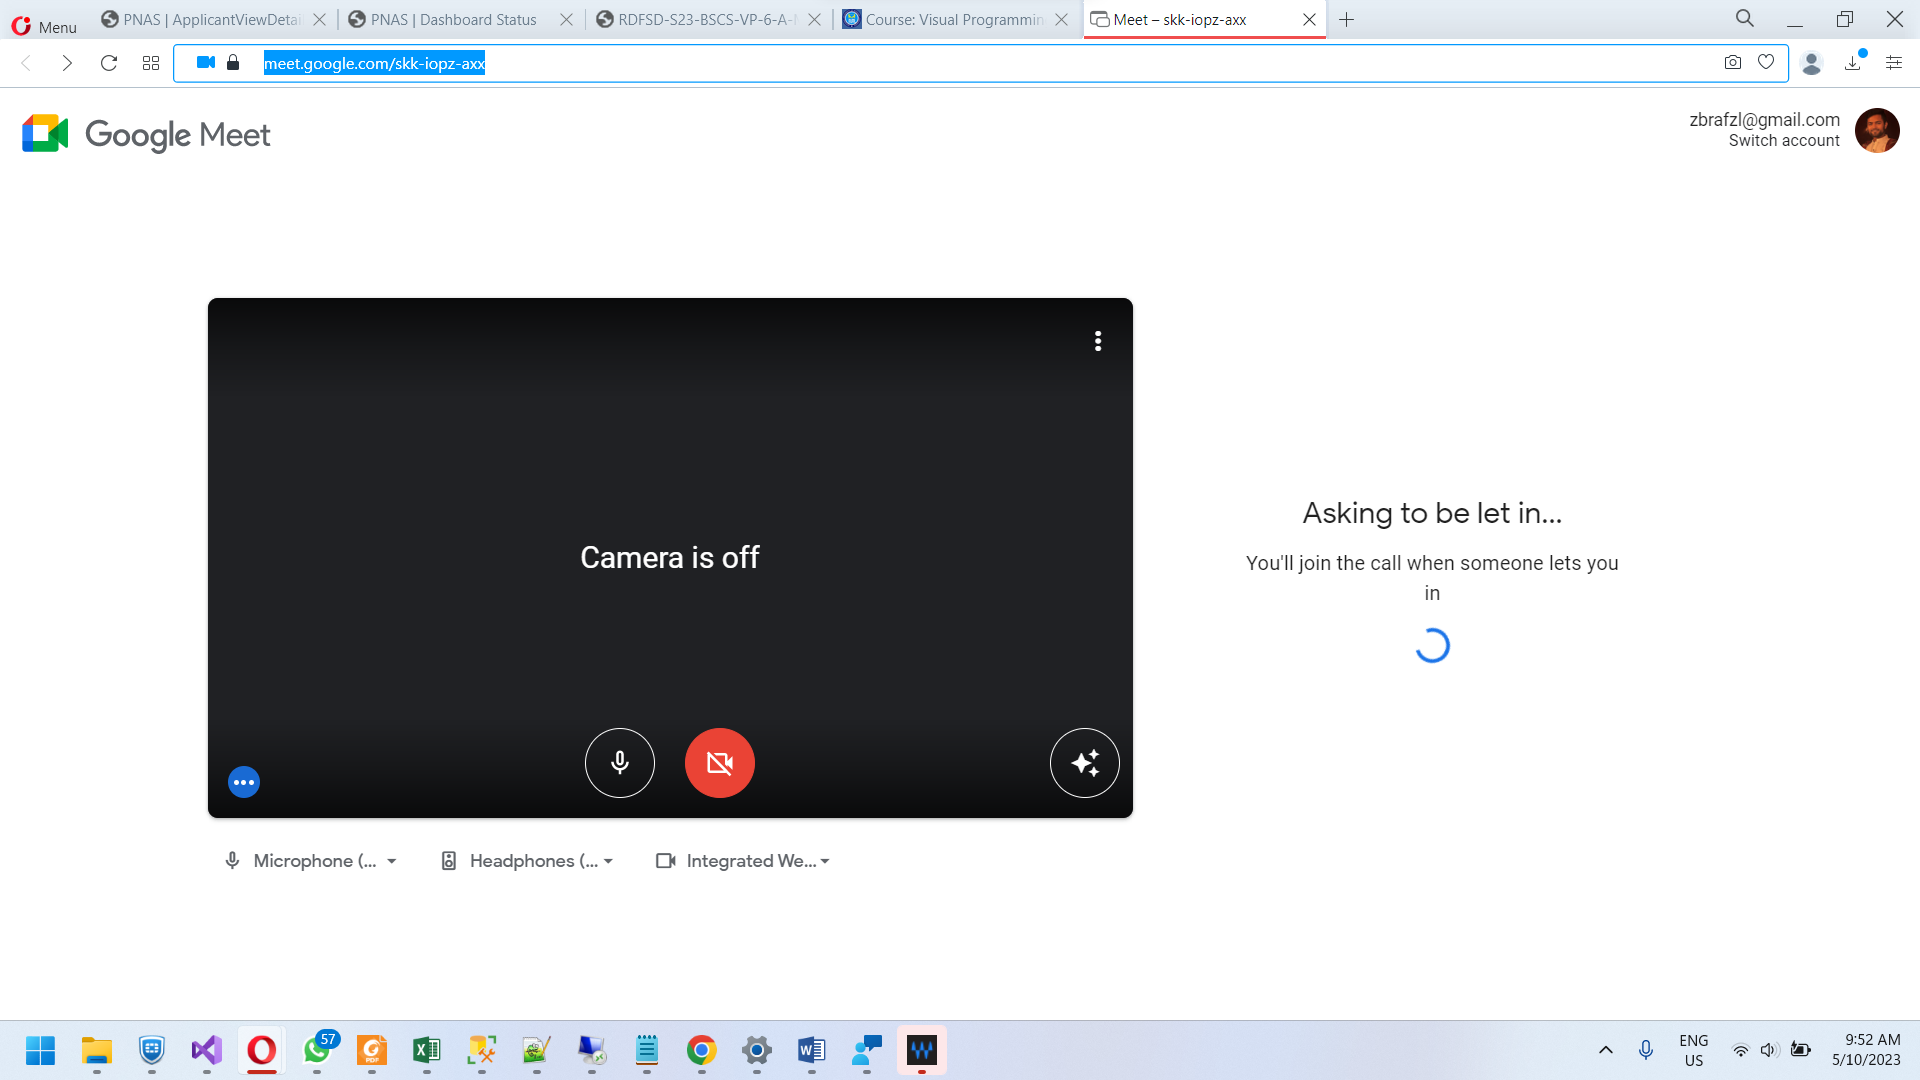 Menu
PNAS | ApplicantViewDetai
PNAS | Dashboard Status
RDFSD-S23-BSCS-VP-6-A-
Course: Visual Programmin
Meet – skk-iopz-axx
meet.google.com/skk-iopz-axx
Google Meet
zbrafzl@gmail.com
Switch account
Camera is off
Asking to be let in...
You'll join the call when someone lets you
in
Microphone (...
Headphones (...
Integrated We...
57
PDF
ENG
US
9:52 AM
5/10/2023